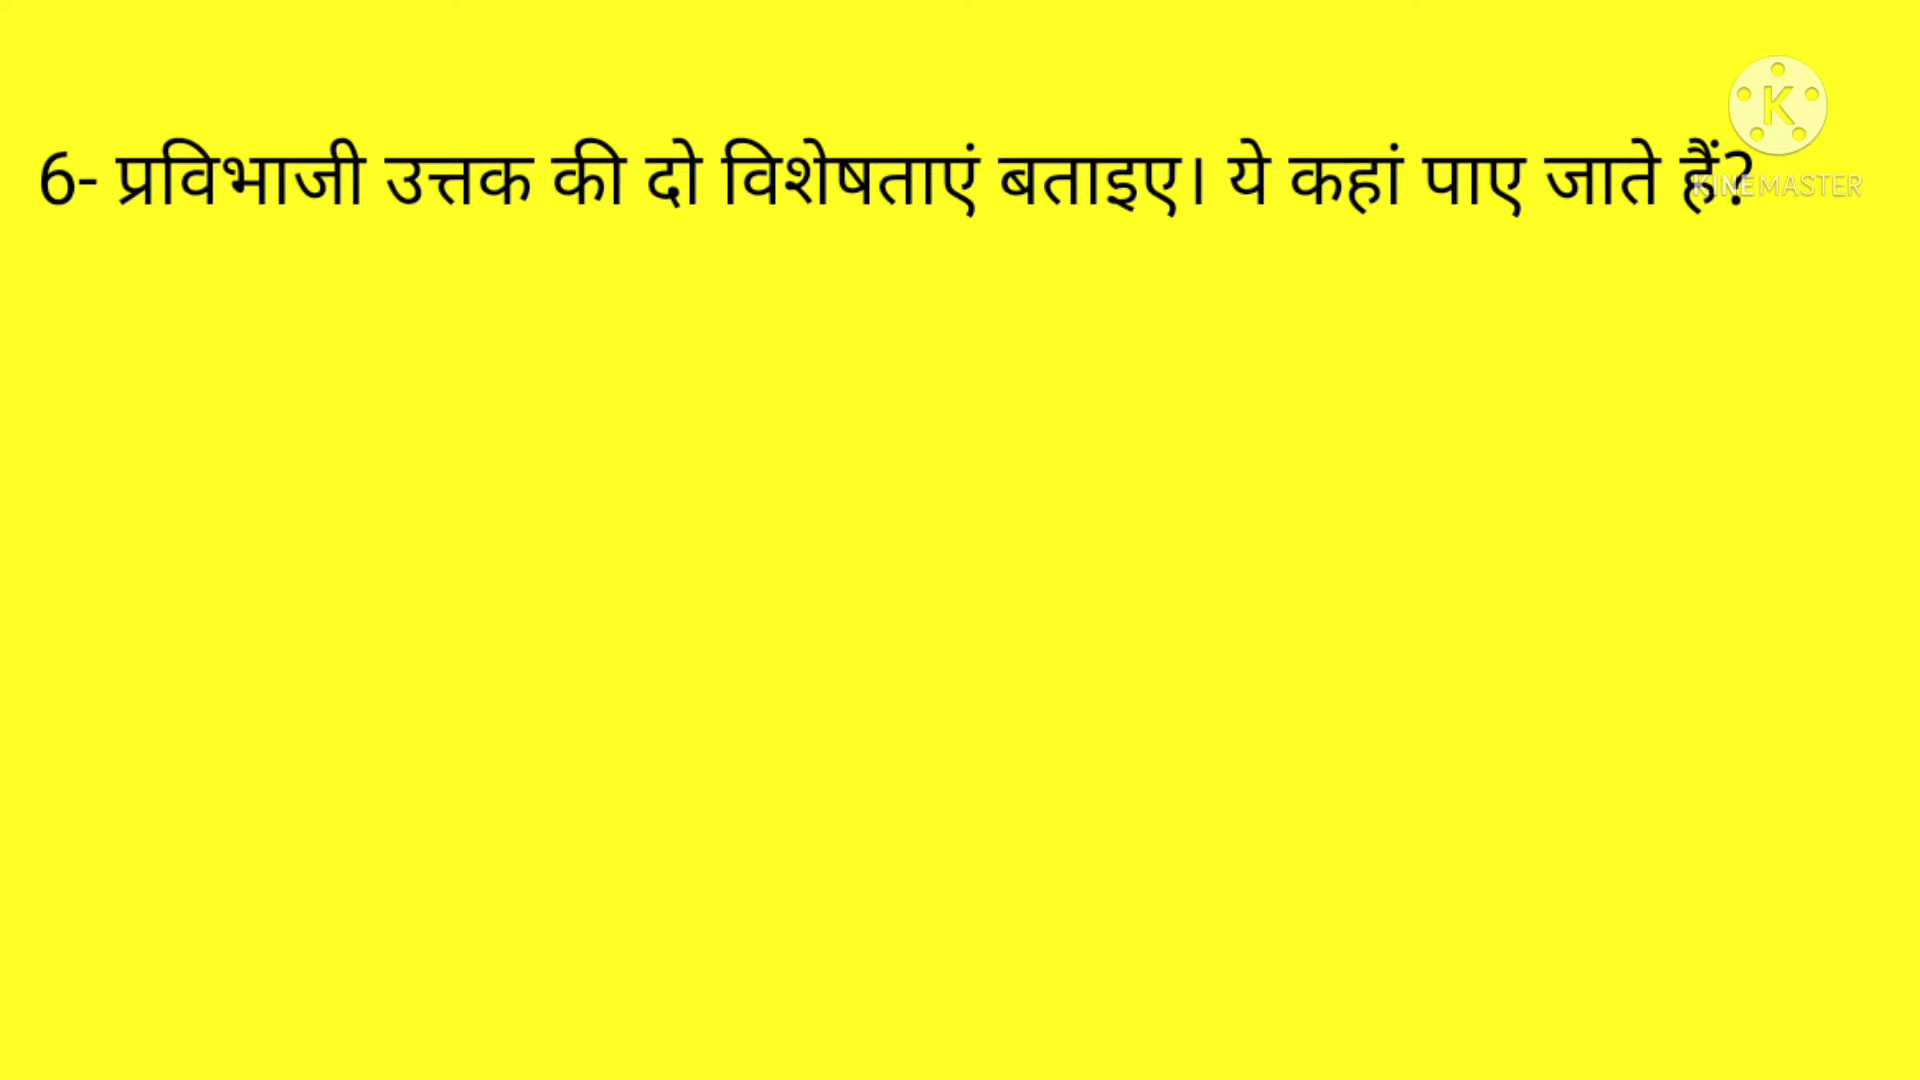 6- प्रविभाजी उत्तक की दो विशेषताएं बताइए। ये कहां पाए जाते हैं?
K
KINEMASTER